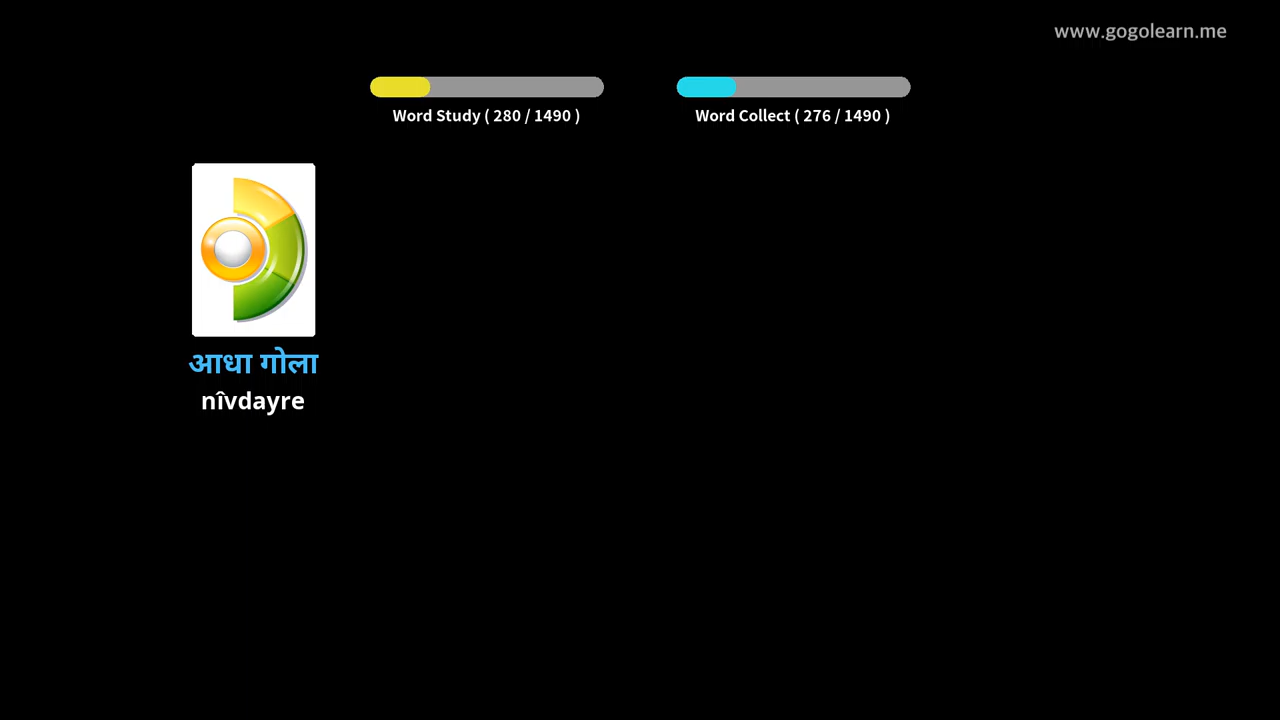 www.gogolearn.me
Word Study ( 280 / 1490 )
Word Collect ( 276 / 1490 )
आधा गोला
nîvdayre